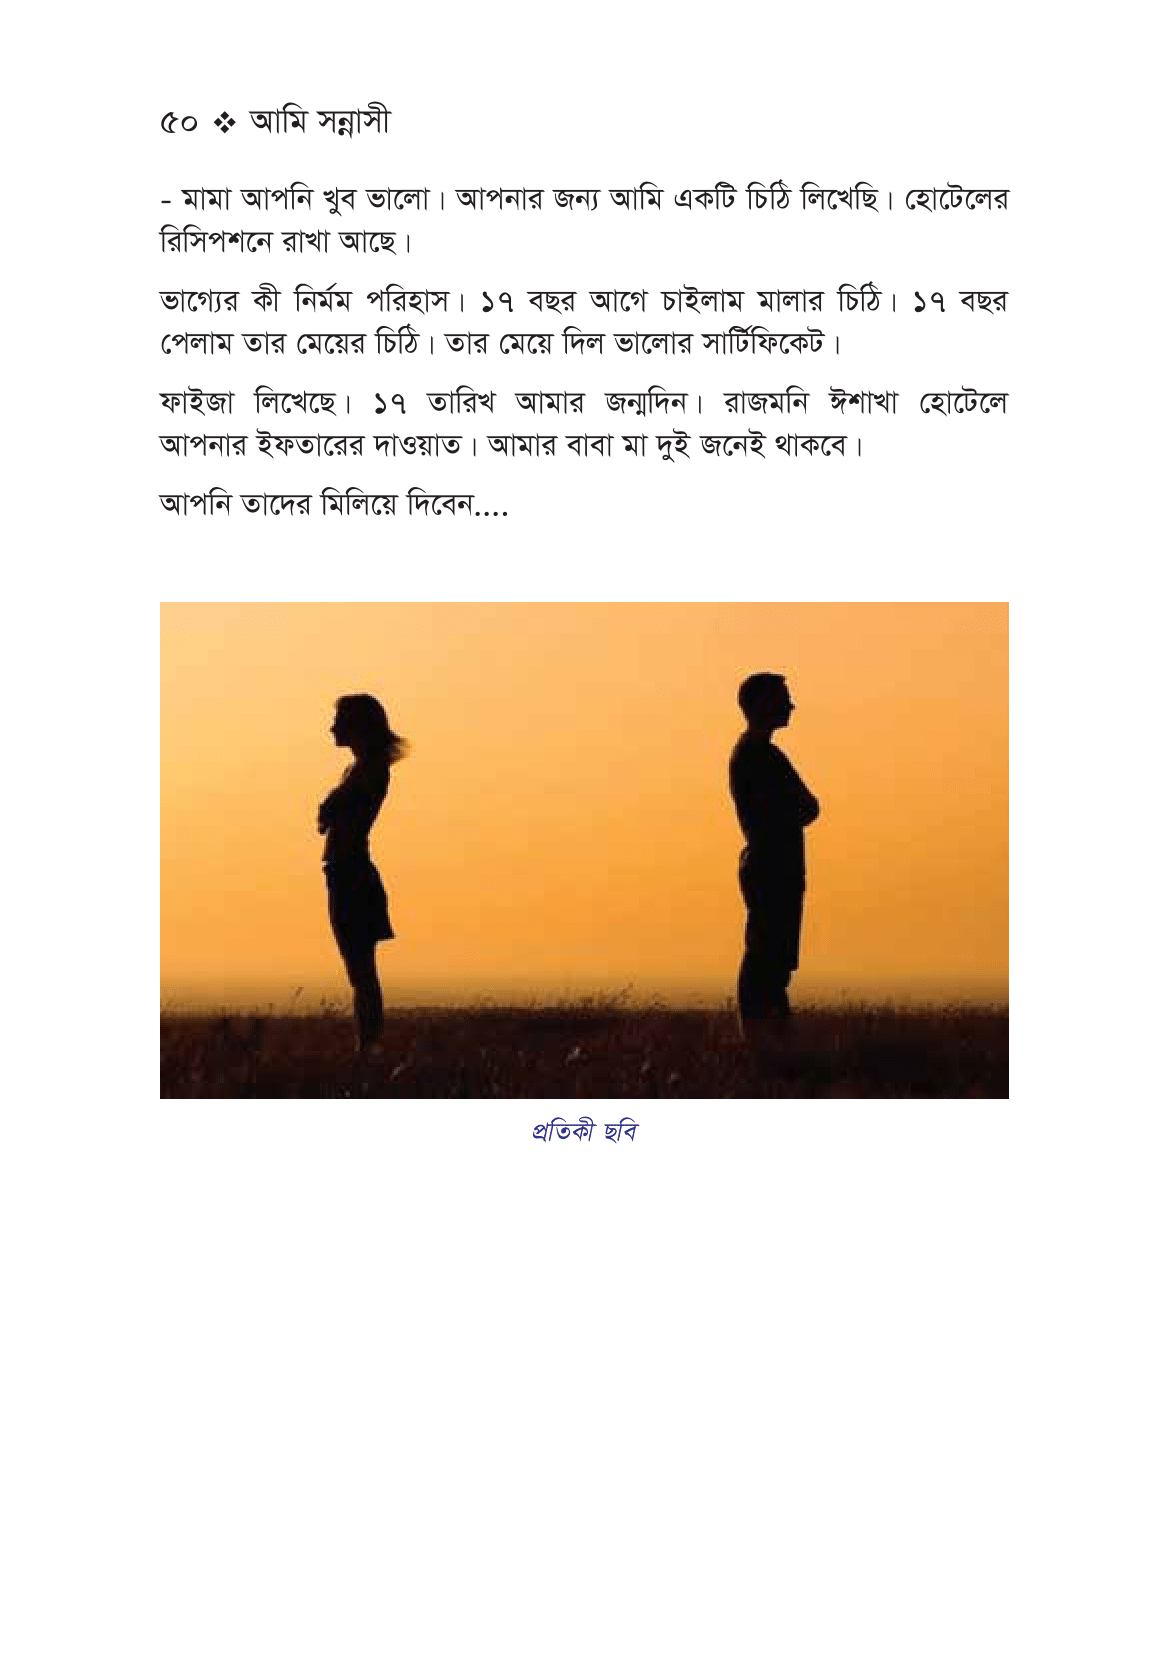 ৫০ ❖ আমি সন্নাসী
- মামা আপনি খুব ভালো। আপনার জন্য আমি একটি চিঠি লিখেছি। হোটেলের
রিসিপশনে রাখা আছে।
ভাগ্যের কী নির্মম পরিহাস। ১৭ বছর আগে চাইলাম মালার চিঠি। ১৭ বছর
পেলাম তার মেয়ের চিঠি। তার মেয়ে দিল ভালোর সার্টিফিকেট।
ফাইজা লিখেছে। ১৭ তারিখ আমার জন্মদিন। রাজমনি ঈশাখা হোটেলে
আপনার ইফতারের দাওয়াত। আমার বাবা মা দুই জনেই থাকবে।
আপনি তাদের মিলিয়ে দিবেন....
প্রতিকী ছবি